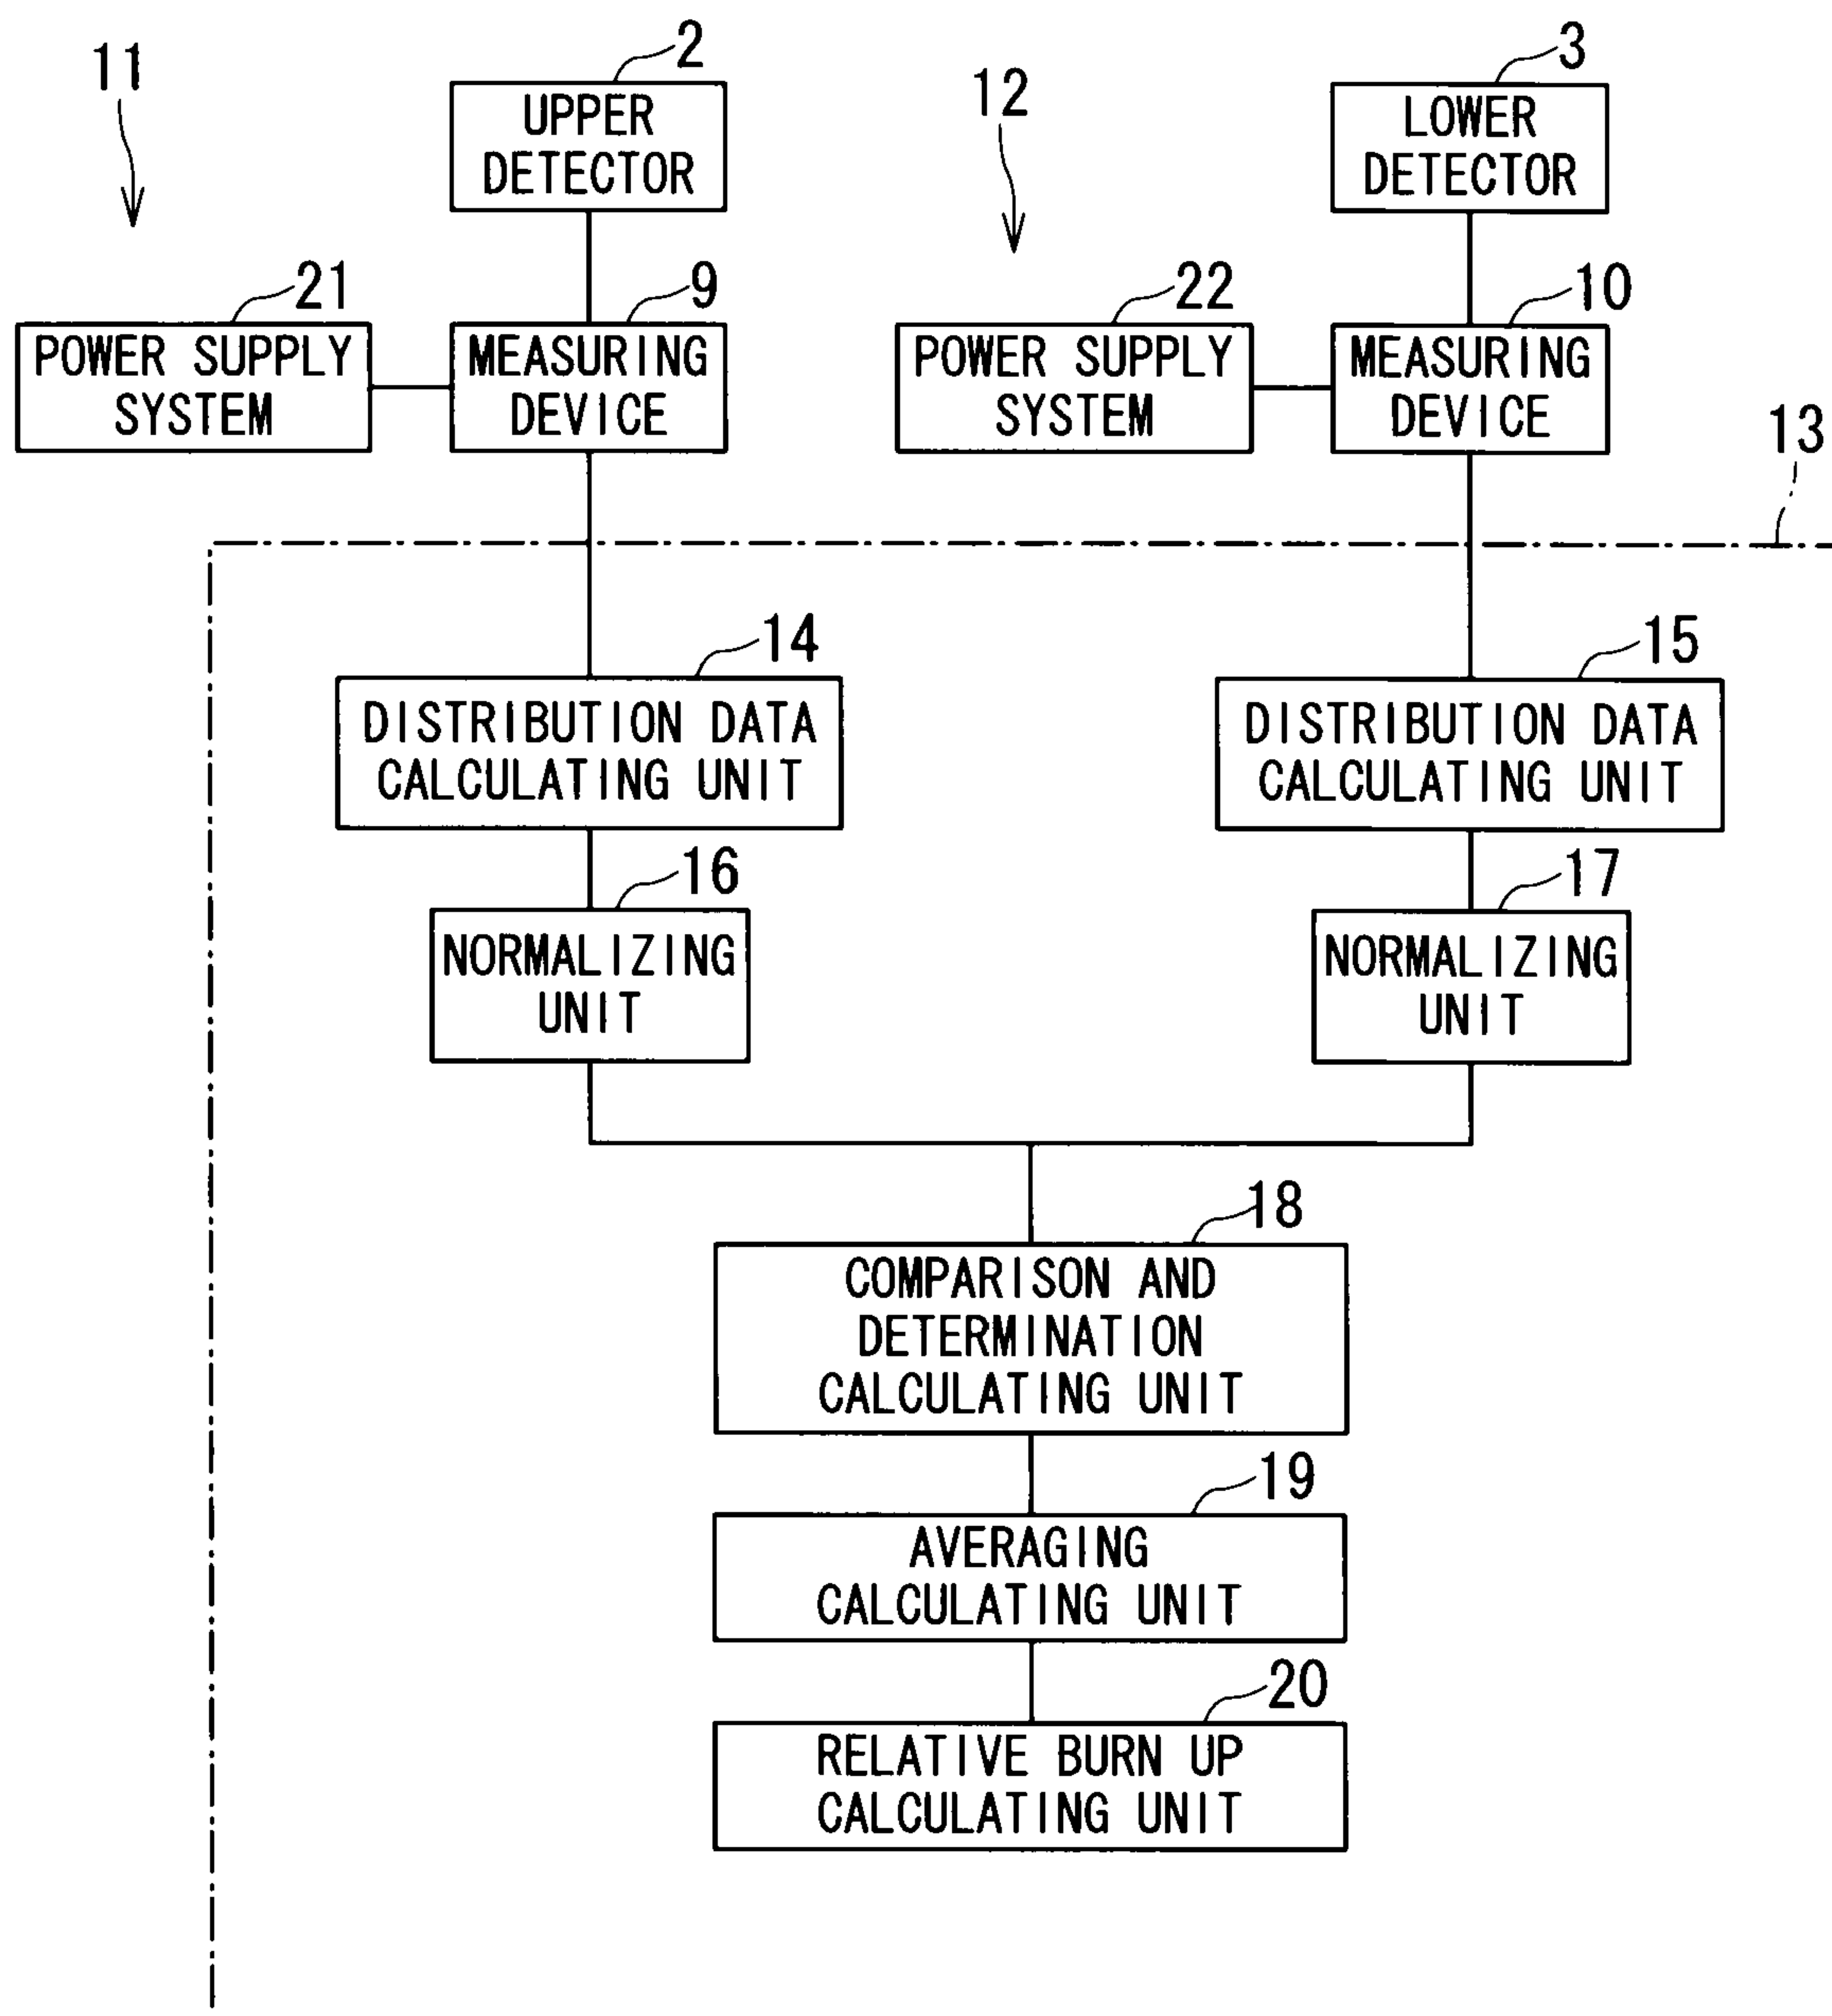 11
2
UPPER
DETECTOR
12
3
LOWER
DETECTOR
21
POWER SUPPLY
SYSTEM
9
MEASURING
DEVICE
22
POWER SUPPLY
SYSTEM
10
MEASURING
DEVICE
13
14
DISTRIBUTION DATA
CALCULATING UNIT
15
DISTRIBUTION DATA
CALCULATING UNIT
16
NORMALIZING
UNIT
17
NORMALIZING
UNIT
18
COMPARISON AND
DETERMINATION
CALCULATING UNIT
19
AVERAGING
CALCULATING UNIT
20
RELATIVE BURN UP
CALCULATING UNIT